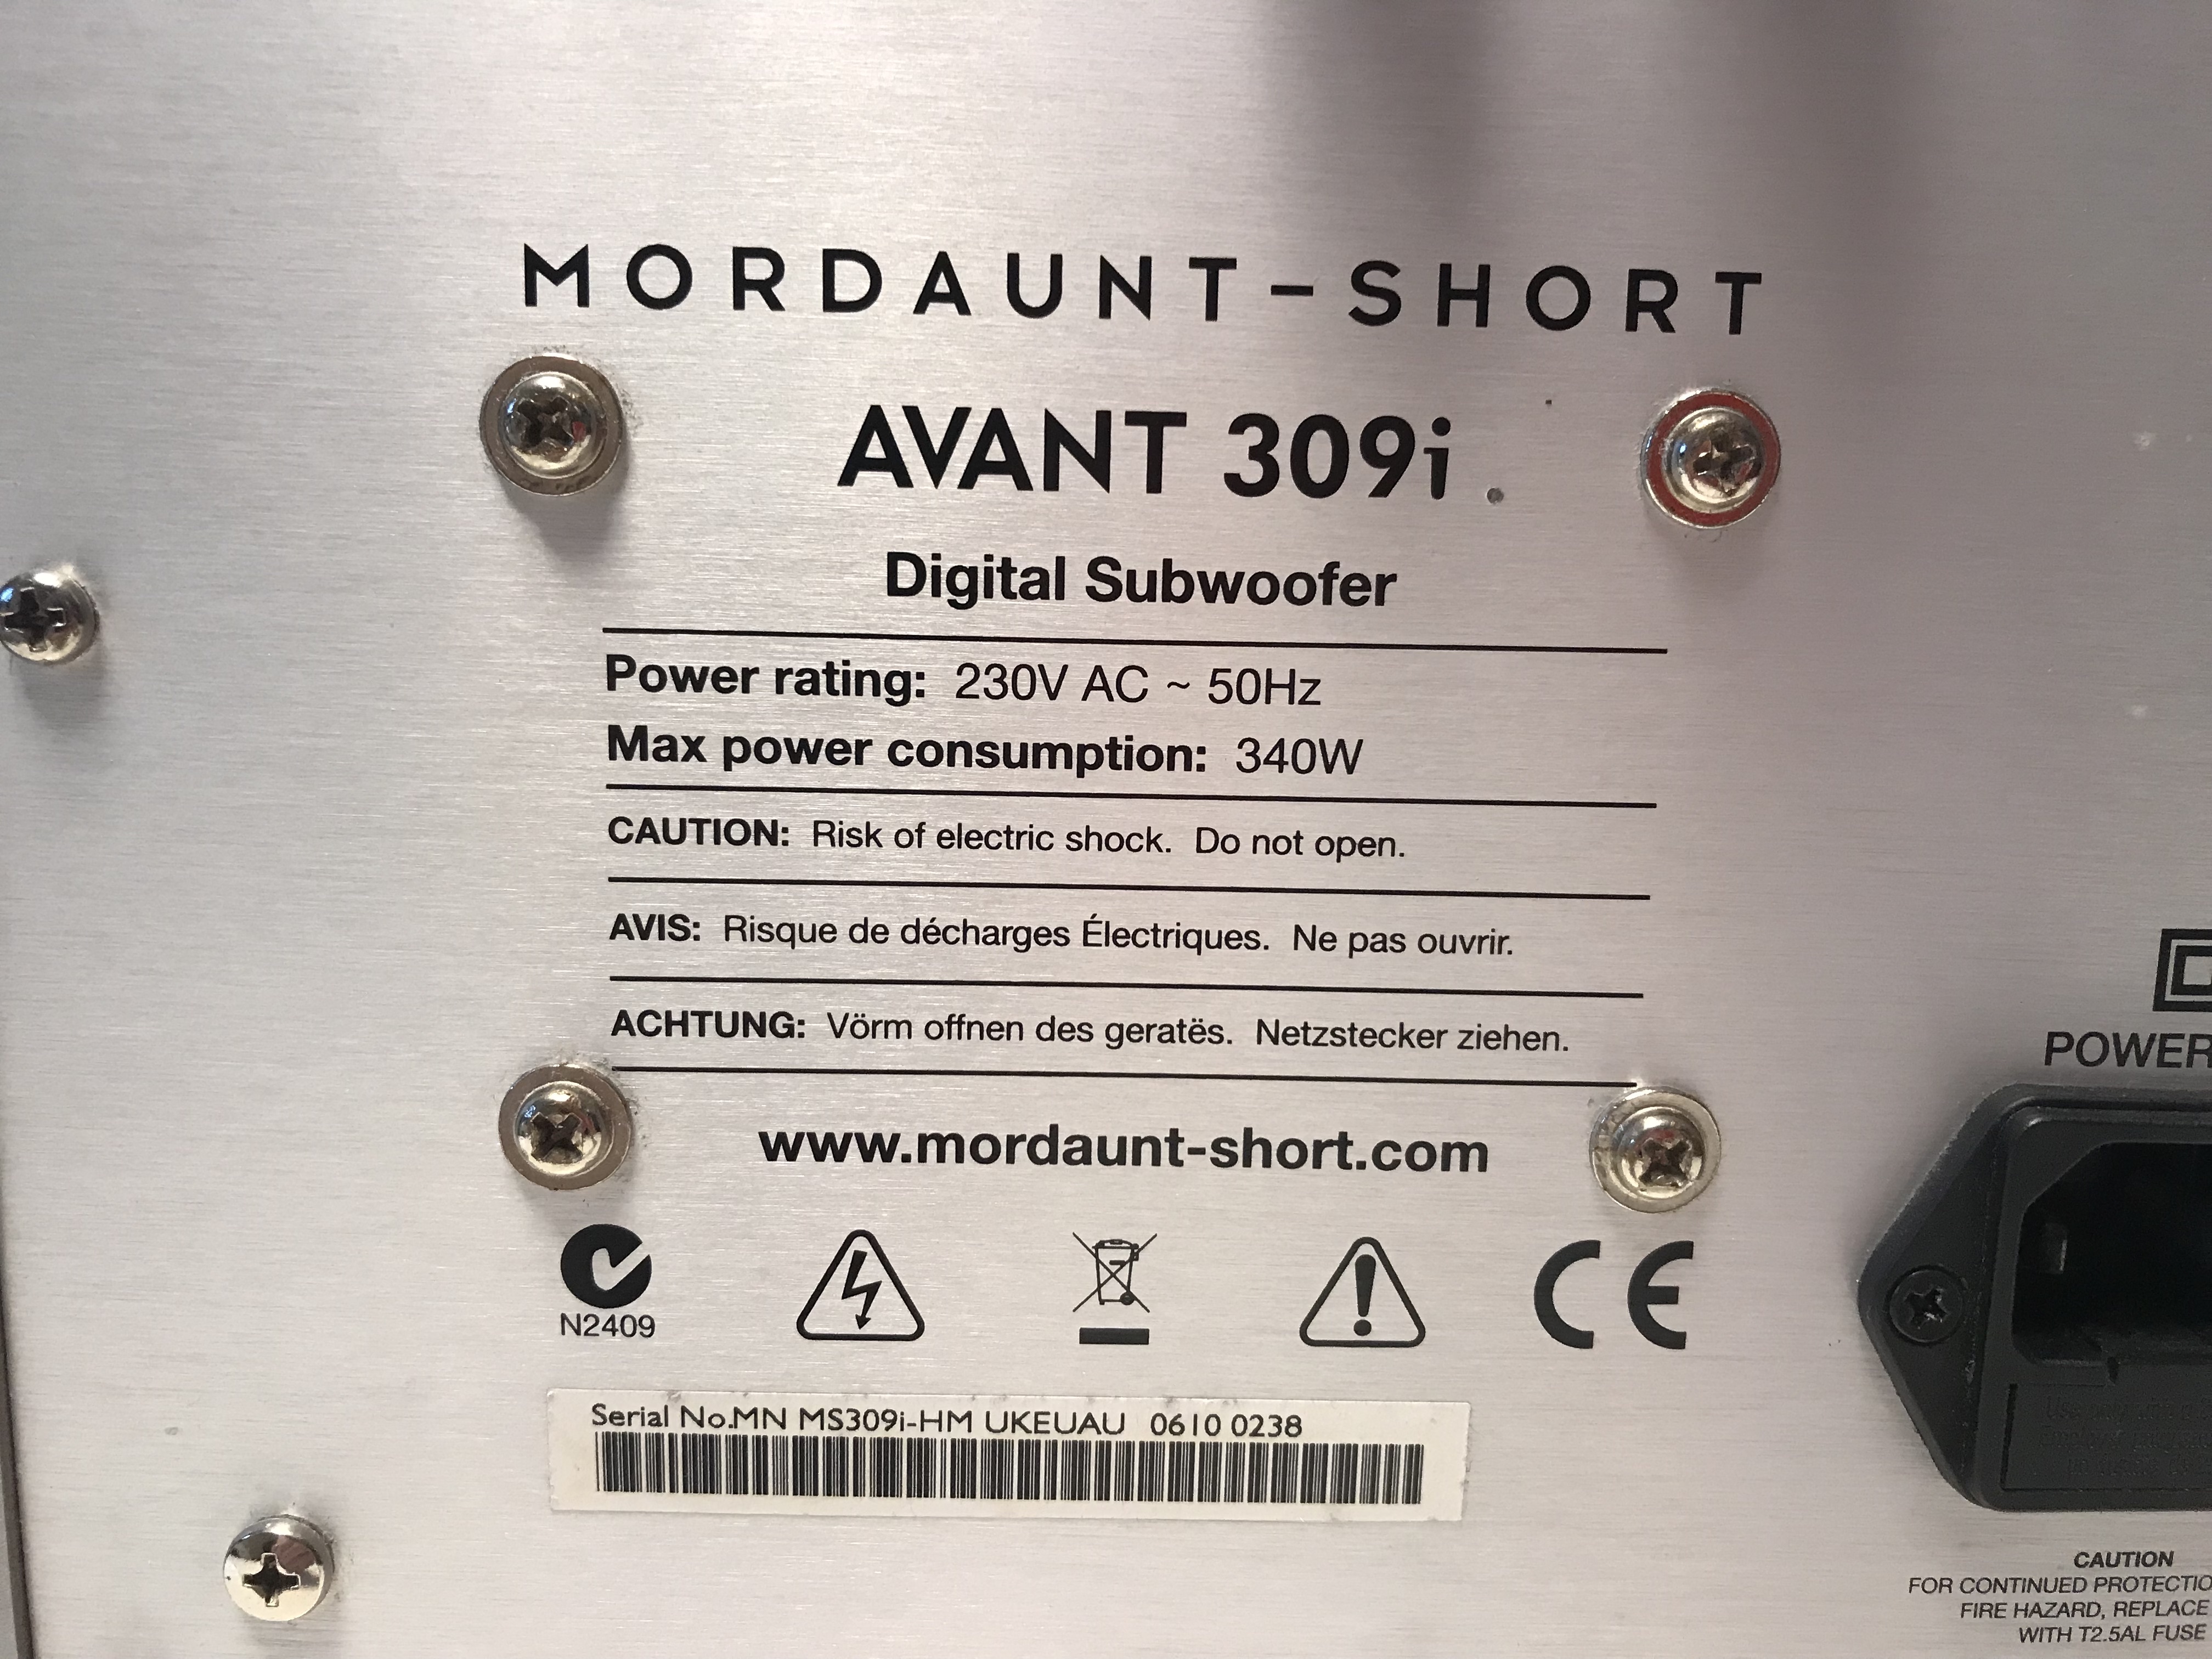 MORDAUNT-SHORT
AVANT 309i
Digital Subwoofer
Power rating: 230V AC ~ 50Hz
Max power consumption: 340W
CAUTION: Risk of electric shock. Do not open.
AVIS: Risque de décharges Électriques. Ne pas ouvrir.
ACHTUNG: Vörm offnen des geratës. Netzstecker ziehen.
www.mordaunt-short.com
N2409
CE
Serial No.MN MS309i-HM UKEUAU 0610 0238
POWER
CAUTION
FOR CONTINUED PROTECTIO
FIRE HAZARD, REPLACE
WITH T2.5AL FUSE